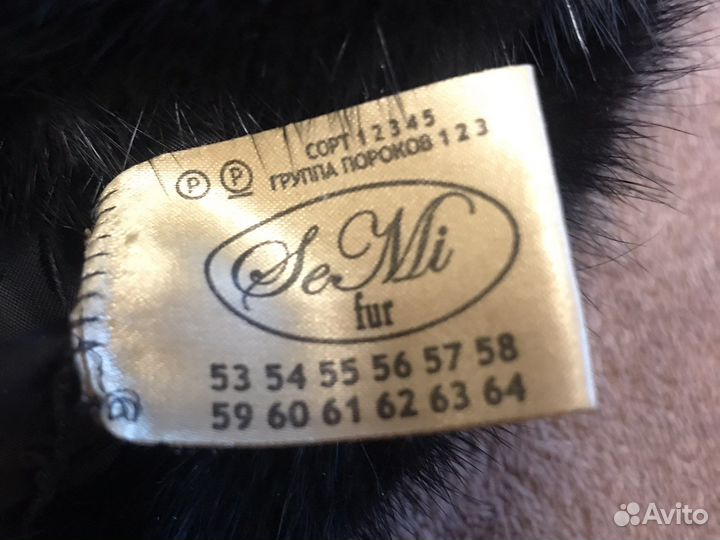 СОРТ 1 2 3 4 5
Ⓟ Ⓟ ГРУППА ПОРОКОВ 1 2 3
SeMi
fur
53 54 55 56 57 58
59 60 61 62 63 64
Avito